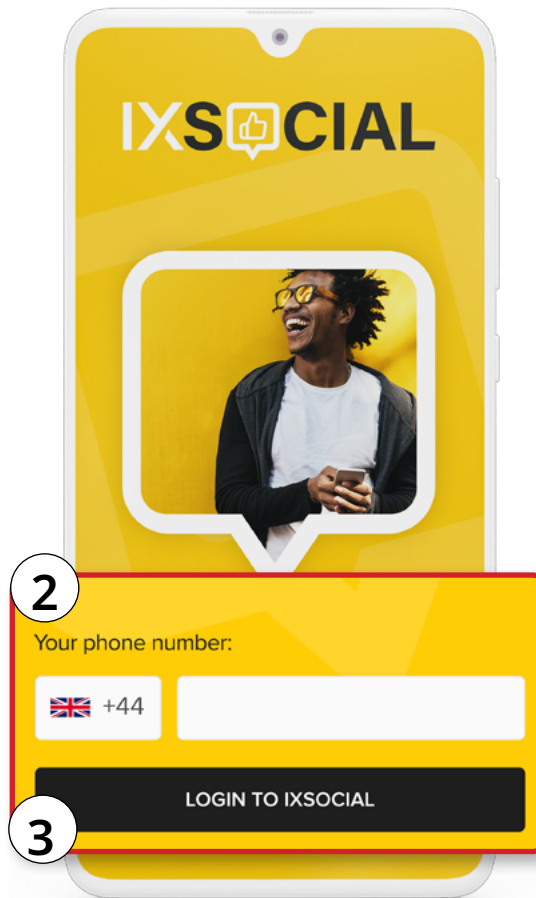 IXSOCIAL
2
Your phone number:
+44
LOGIN TO IXSOCIAL
3